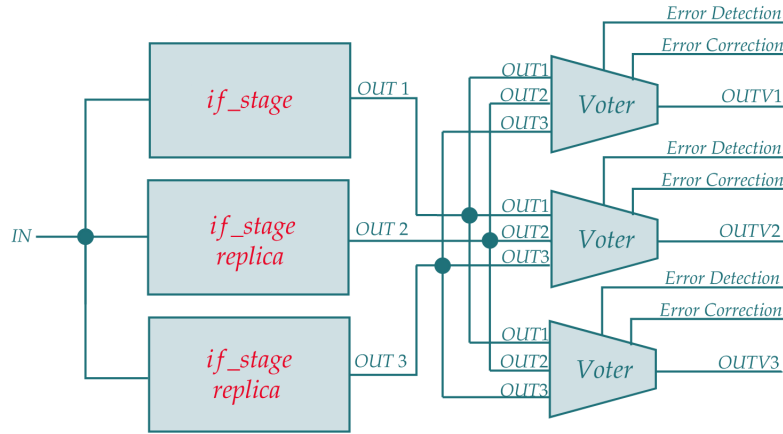 Error Detection
Error Correction
if_stage
OUT 1
OUT1
OUT2
OUT3
Voter
OUTV1
Error Detection
Error Correction
IN
if_stage
replica
OUT 2
OUT1
OUT2
OUT3
Voter
OUTV2
Error Detection
Error Correction
if_stage
replica
OUT 3
OUT1
OUT2
OUT3
Voter
OUTV3